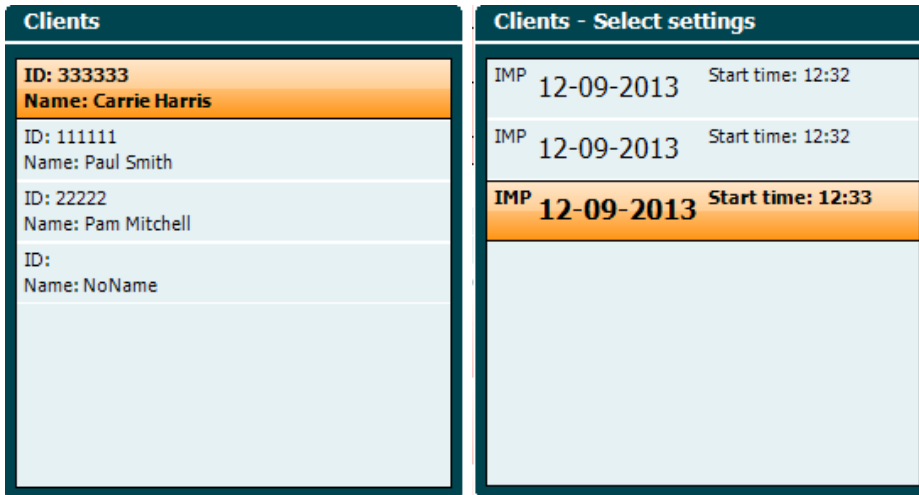 Clients
ID: 333333
Name: Carrie Harris
ID: 111111
Name: Paul Smith
ID: 22222
Name: Pam Mitchell
ID:
Name: NoName
Clients - Select settings
IMP 12-09-2013 Start time: 12:32
IMP 12-09-2013 Start time: 12:32
IMP 12-09-2013 Start time: 12:33